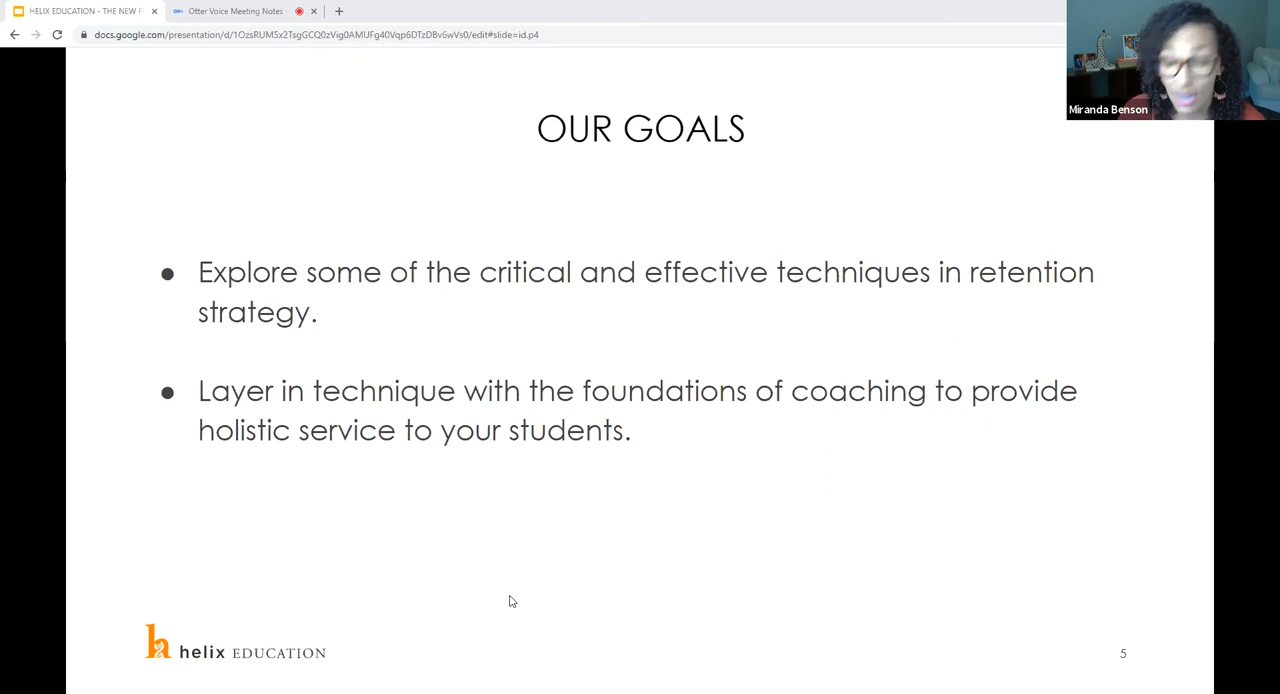 HELIX EDUCATION - THE NEW F
Otter Voice Meeting Notes -
docs.google.com/presentation/d/1OzsRUM5x2TsgGCQ0zVig0AMUFg40Vqp6DTzDBv6wVs0/edit#slide=id.p4
Miranda Benson
OUR GOALS
● Explore some of the critical and effective techniques in retention
strategy.
● Layer in technique with the foundations of coaching to provide
holistic service to your students.
helix EDUCATION
5